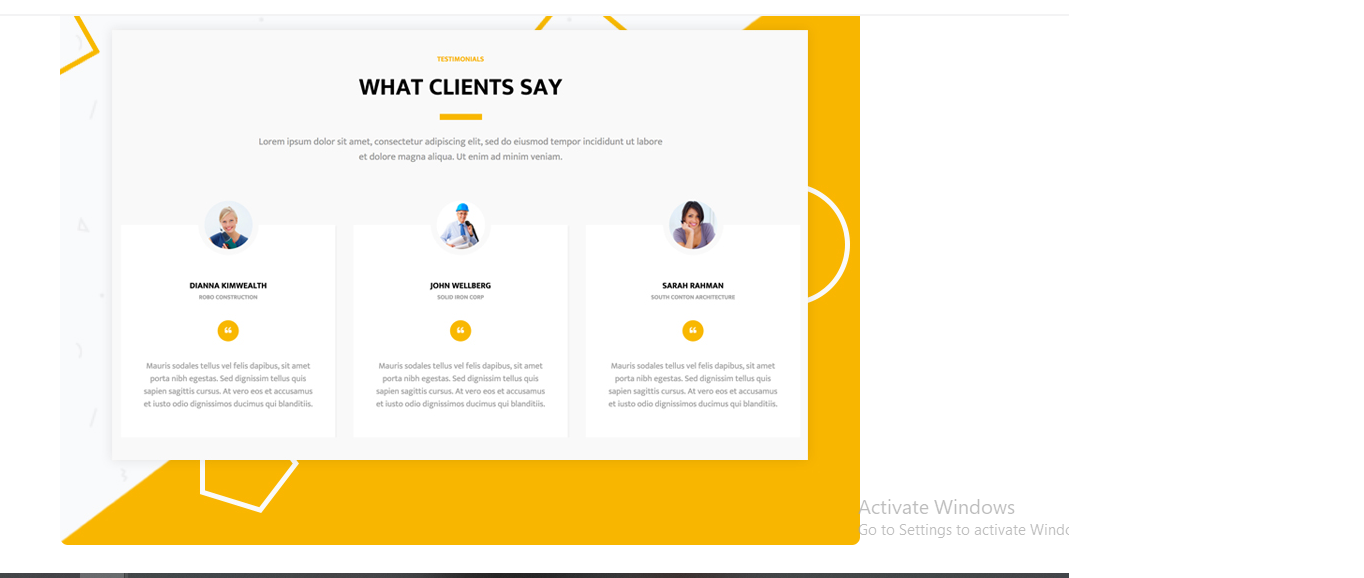 TESTIMONIALS
WHAT CLIENTS SAY
Lorem ipsum dolor sit amet, consectetur adipiscing elit, sed do eiusmod tempor incididunt ut labore
et dolore magna aliqua. Ut enim ad minim veniam.
DIANNA KIMWEALTH
ROBO CONSTRUCTION
❝
Mauris sodales tellus vel felis dapibus, sit amet
porta nibh egestas. Sed dignissim tellus quis
sapien sagittis cursus. At vero eos et accusamus
et iusto odio dignissimos ducimus qui blanditiis.
JOHN WELLBERG
SOLID IRON CORP
❝
Mauris sodales tellus vel felis dapibus, sit amet
porta nibh egestas. Sed dignissim tellus quis
sapien sagittis cursus. At vero eos et accusamus
et iusto odio dignissimos ducimus qui blanditiis.
SARAH RAHMAN
SOUTH CONTON ARCHITECTURE
❝
Mauris sodales tellus vel felis dapibus, sit amet
porta nibh egestas. Sed dignissim tellus quis
sapien sagittis cursus. At vero eos et accusamus
et iusto odio dignissimos ducimus qui blanditiis.
Activate Windows
Go to Settings to activate Windo